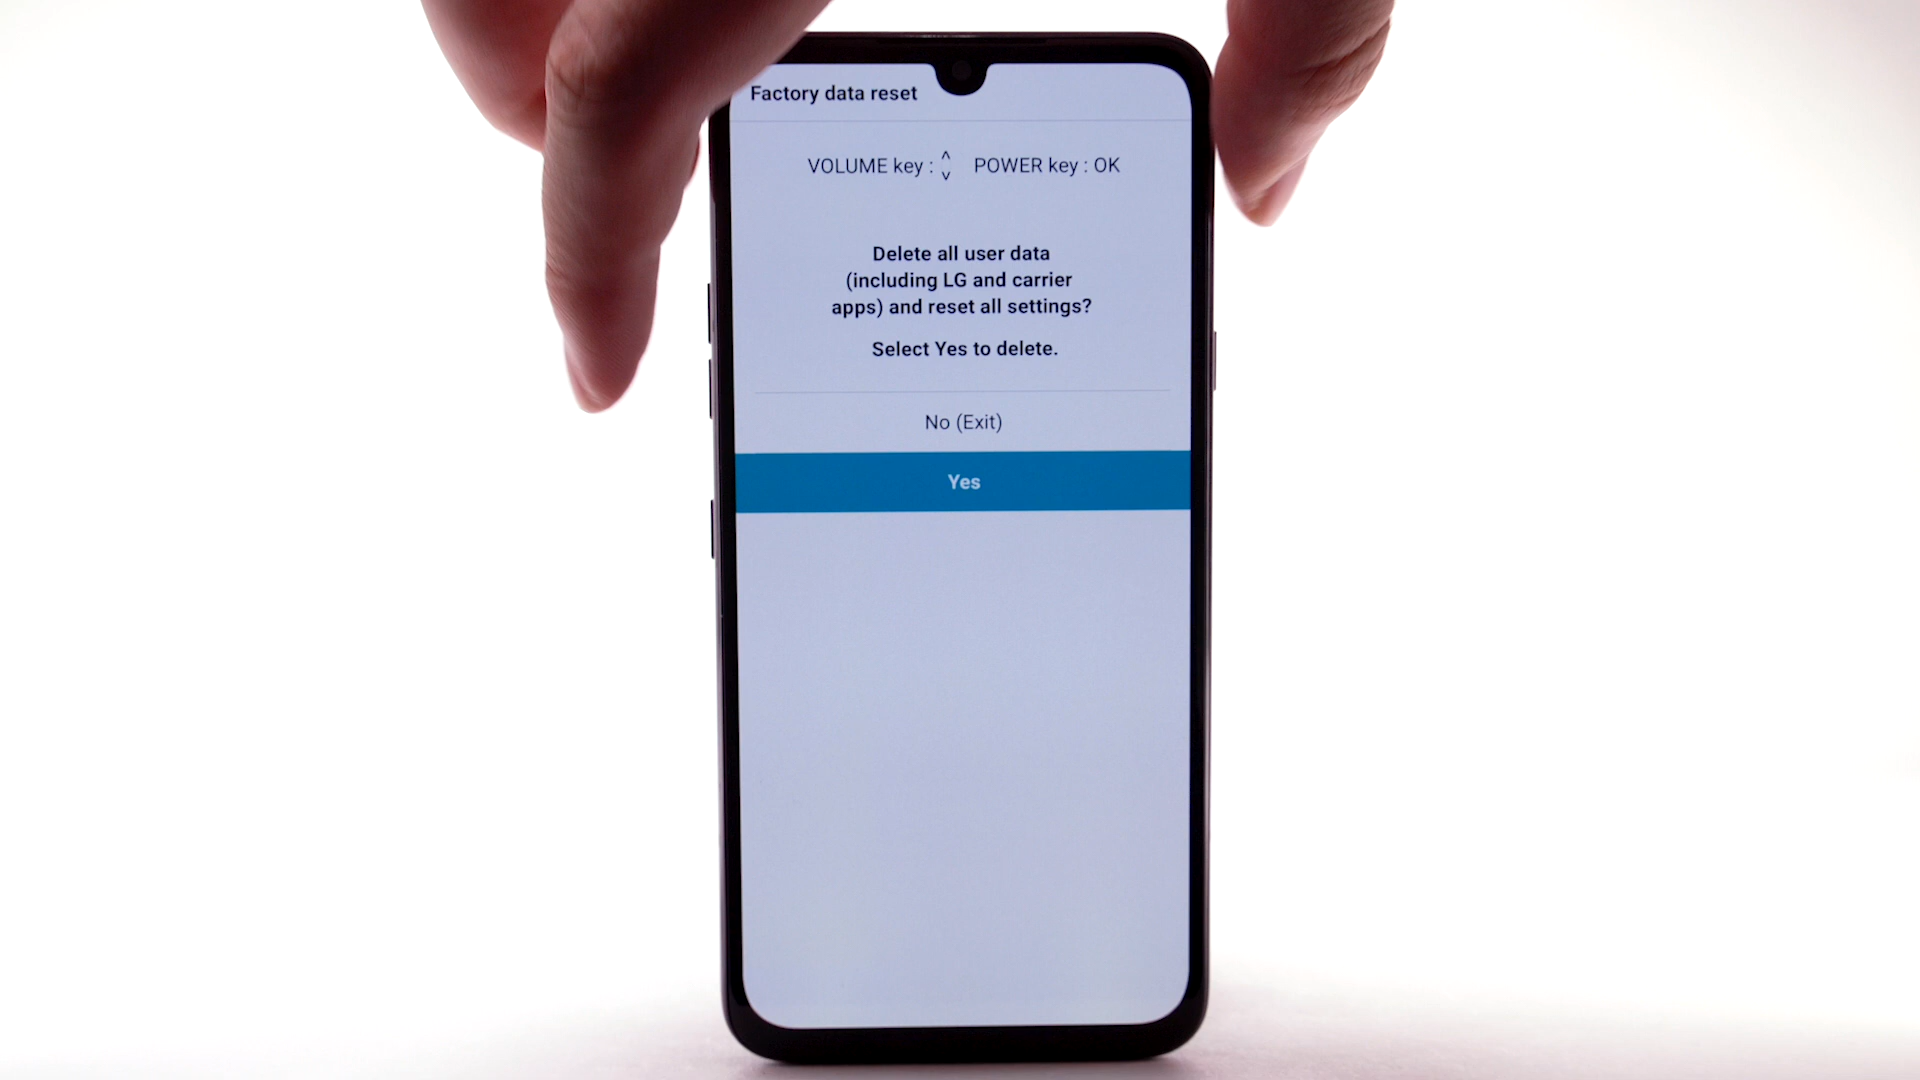 Factory data reset
VOLUME key : ^ v POWER key : OK
Delete all user data
(including LG and carrier
apps) and reset all settings?
Select Yes to delete.
No (Exit)
Yes